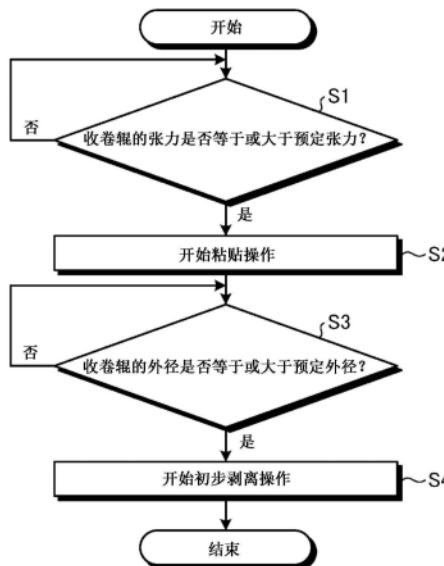 开始
S1
收卷辊的张力是否等于或大于预定张力？
否
是
开始粘贴操作
S2
S3
收卷辊的外径是否等于或大于预定外径？
否
是
开始初步剥离操作
S4
结束